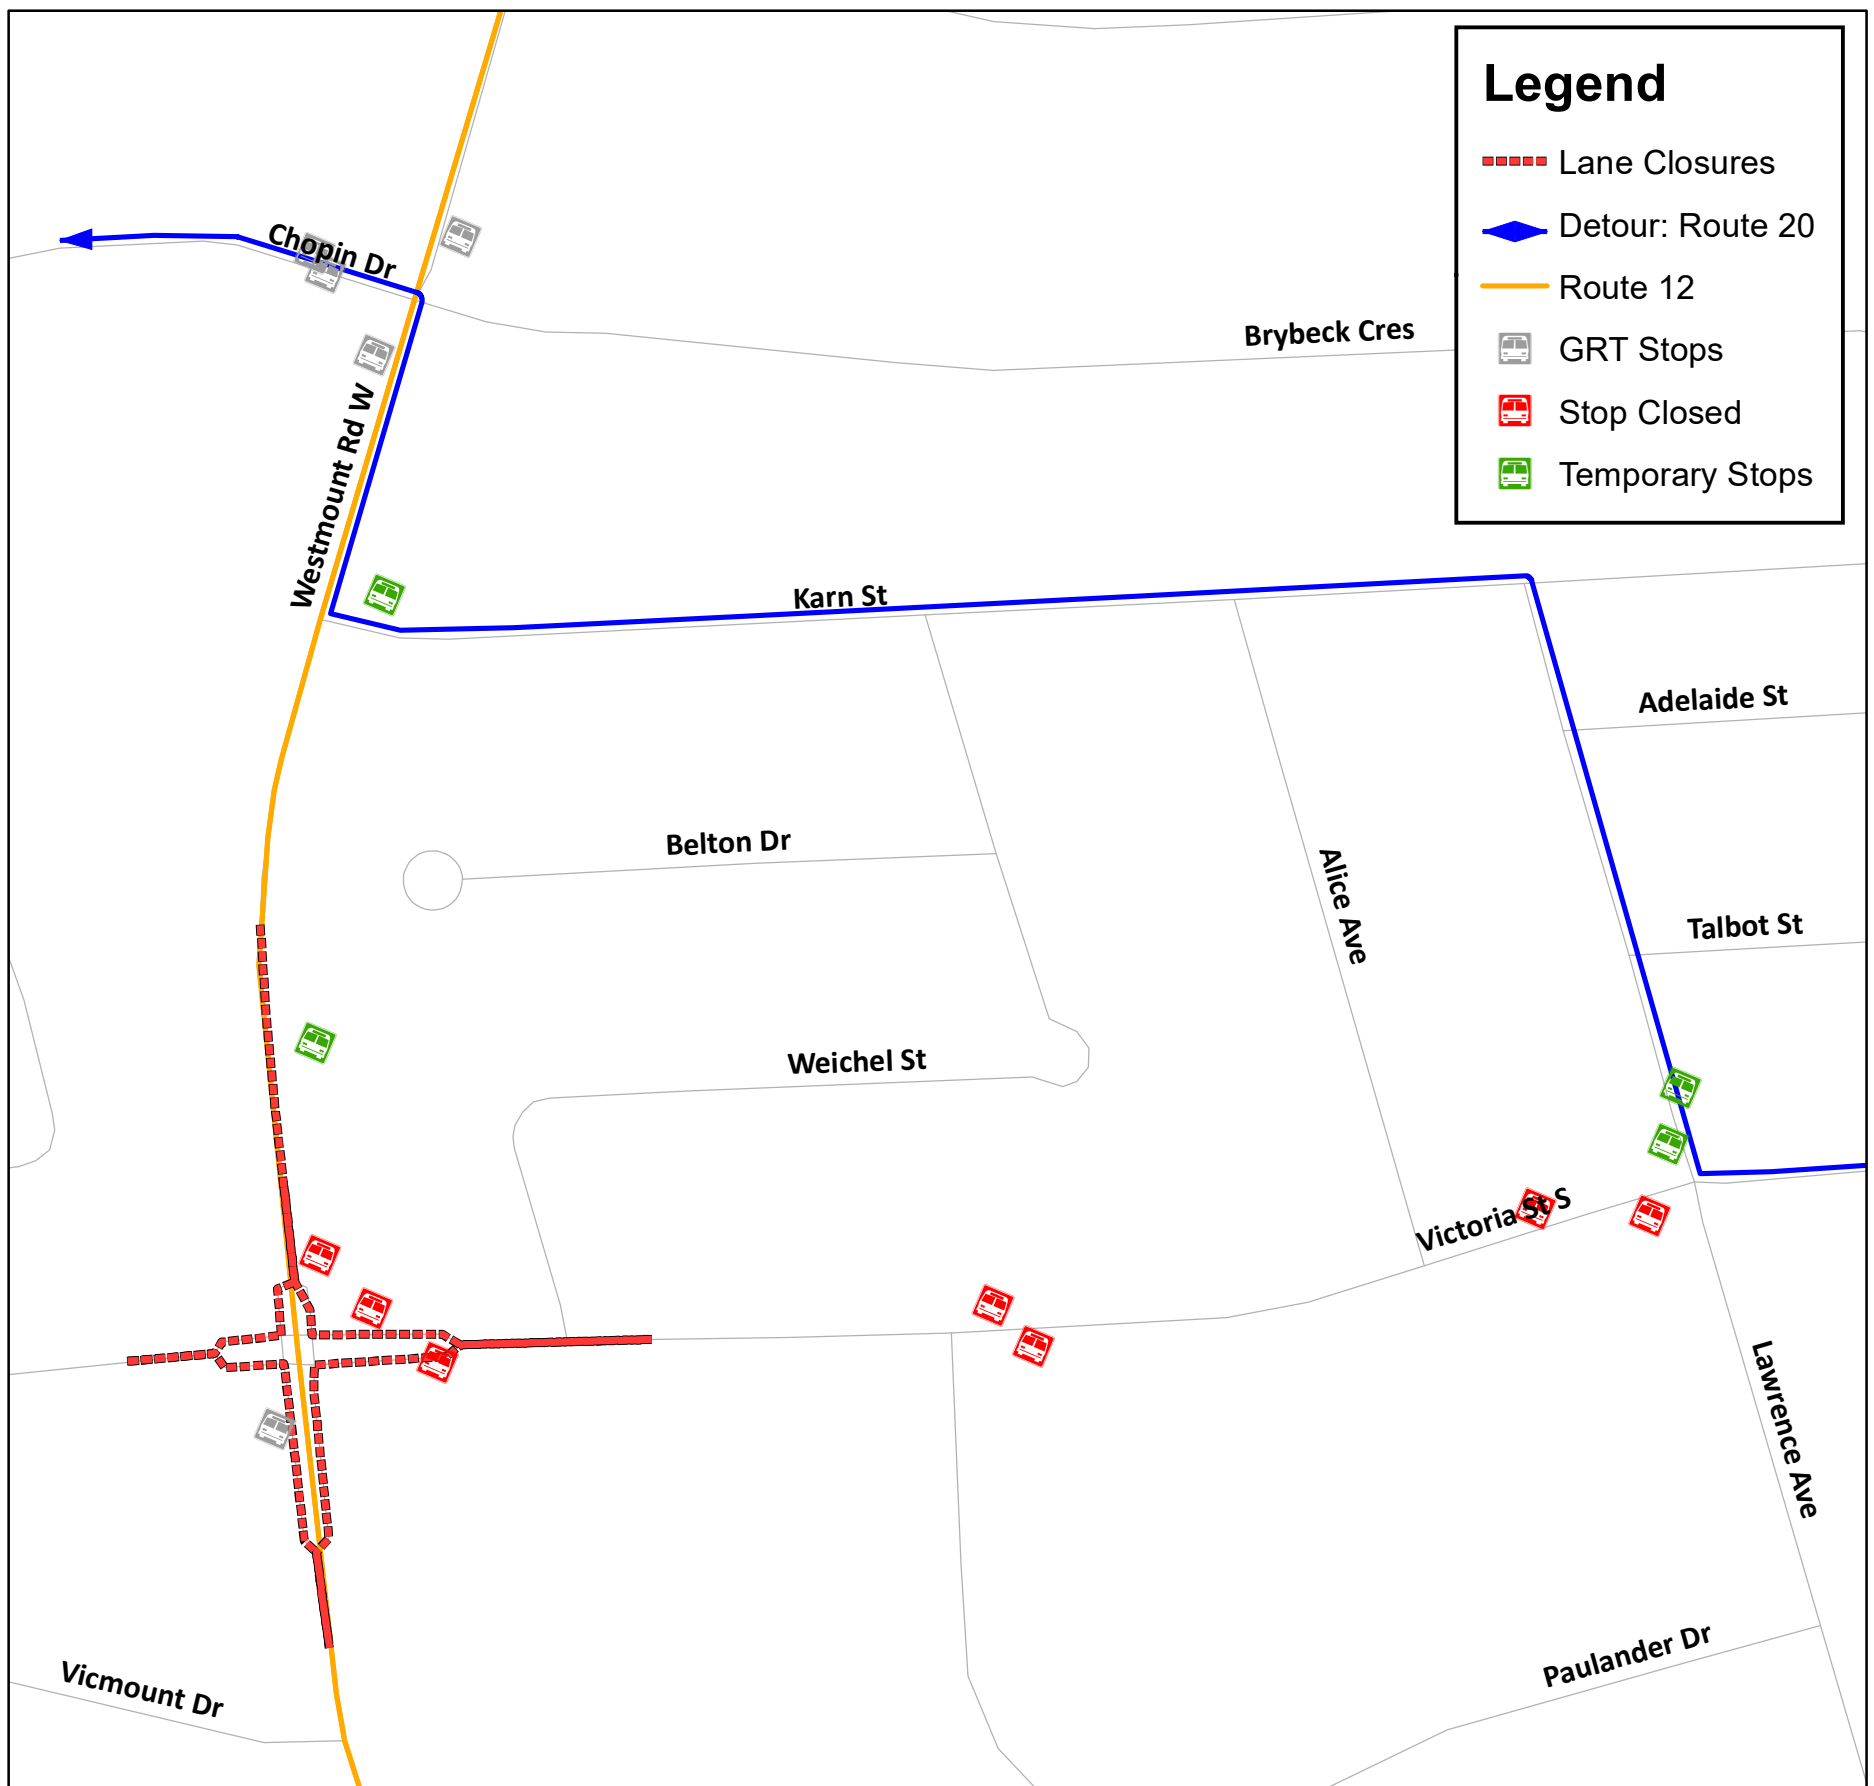 Legend
Lane Closures
Detour: Route 20
Route 12
GRT Stops
Stop Closed
Temporary Stops
Chopin Dr
Brybeck Cres
Westmount Rd W
Karn St
Adelaide St
Belton Dr
Alice Ave
Talbot St
Weichel St
Victoria St S
Lawrence Ave
Paulander Dr
Vicmount Dr